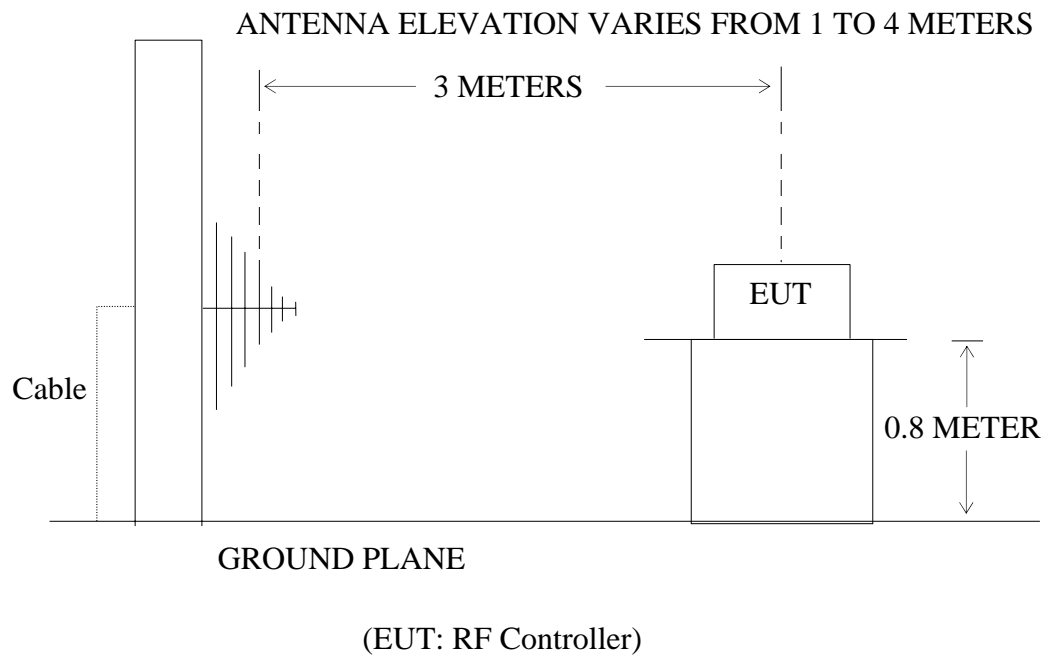 ANTENNA ELEVATION VARIES FROM 1 TO 4 METERS
3 METERS
EUT
Cable
0.8 METER
GROUND PLANE
(EUT: RF Controller)